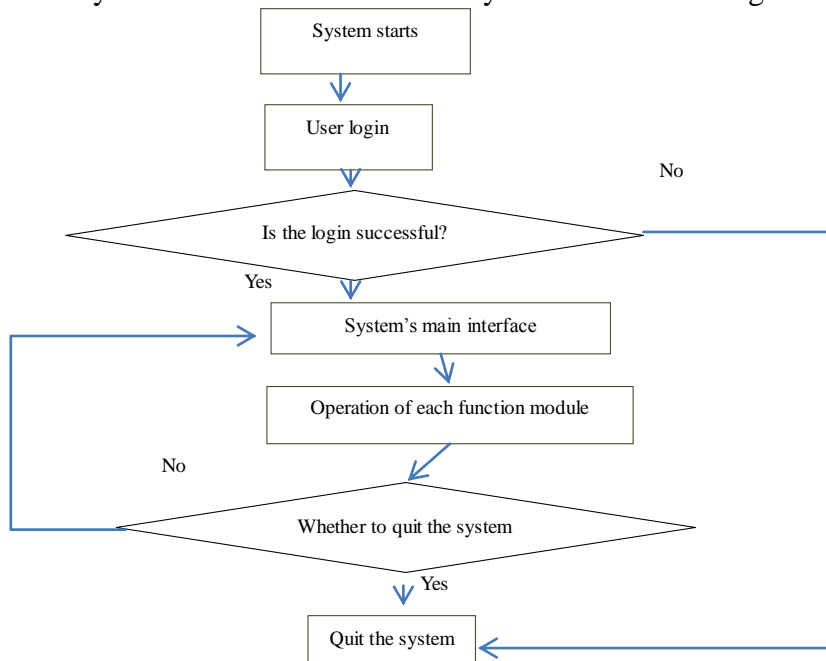 System starts
User login
No
Is the login successful?
Yes
System's main interface
Operation of each function module
No
Whether to quit the system
Yes
Quit the system